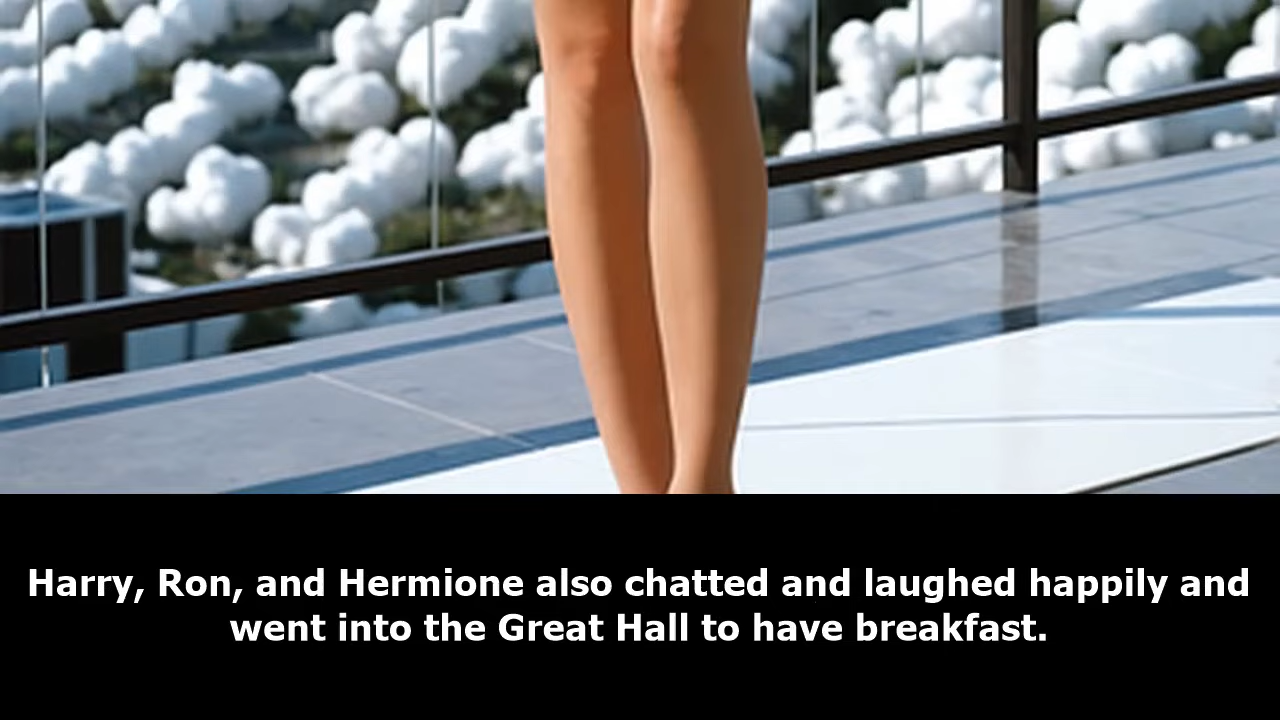 Harry, Ron, and Hermione also chatted and laughed happily and
went into the Great Hall to have breakfast.